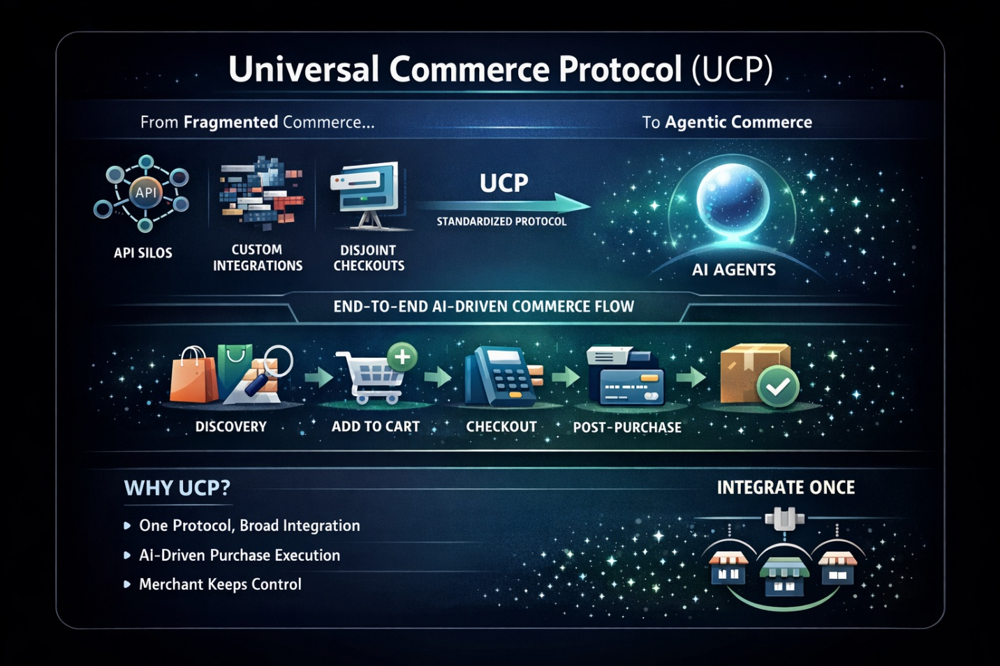 Universal Commerce Protocol (UCP)
From Fragmented Commerce...
To Agentic Commerce
API
API SILOS
CUSTOM
INTEGRATIONS
DISJOINT
CHECKOUTS
UCP
STANDARDIZED PROTOCOL
AI AGENTS
END-TO-END AI-DRIVEN COMMERCE FLOW
DISCOVERY
ADD TO CART
CHECKOUT
POST-PURCHASE
WHY UCP?
One Protocol, Broad Integration
Ai-Driven Purchase Execution
Merchant Keeps Control
INTEGRATE ONCE